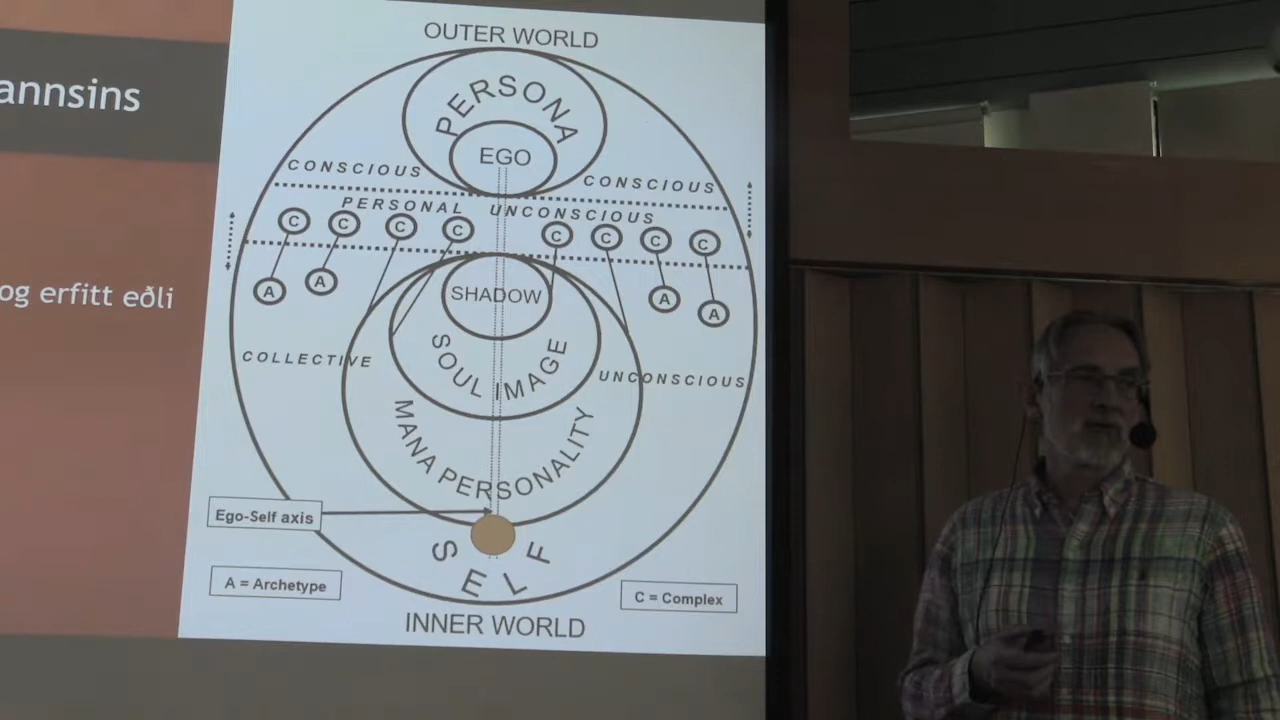 annsins
og erfitt eðli
OUTER WORLD
PERSONA
EGO
CONSCIOUS CONSCIOUS
PERSONAL UNCONSCIOUS
C C C C C C C C
A A A A
SHADOW
SOUL IMAGE
COLLECTIVE UNCONSCIOUS
MANA PERSONALITY
Ego-Self axis
SELF
A = Archetype
C = Complex
INNER WORLD